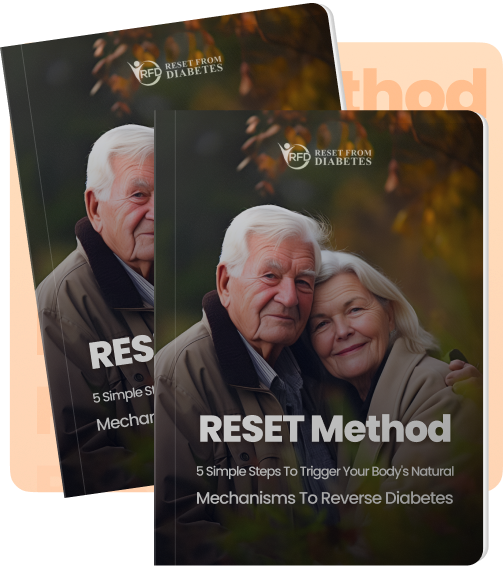 RFD RESET FROM
DIABETES
thod
RFD RESET FROM
DIABETES
RES
5 Simple St
Mechan
RESET Method
5 Simple Steps To Trigger Your Body's Natural
Mechanisms To Reverse Diabetes